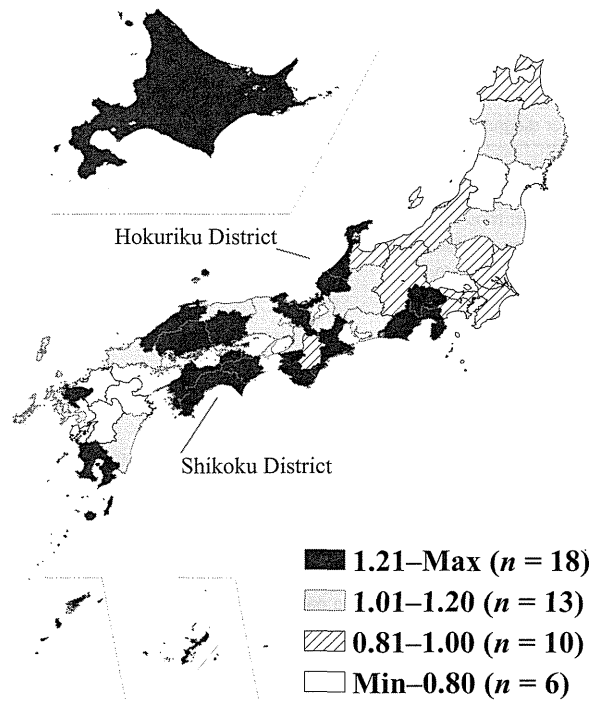 Hokuriku District
Shikoku District
1.21–Max (n = 18)
1.01–1.20 (n = 13)
0.81–1.00 (n = 10)
Min–0.80 (n = 6)